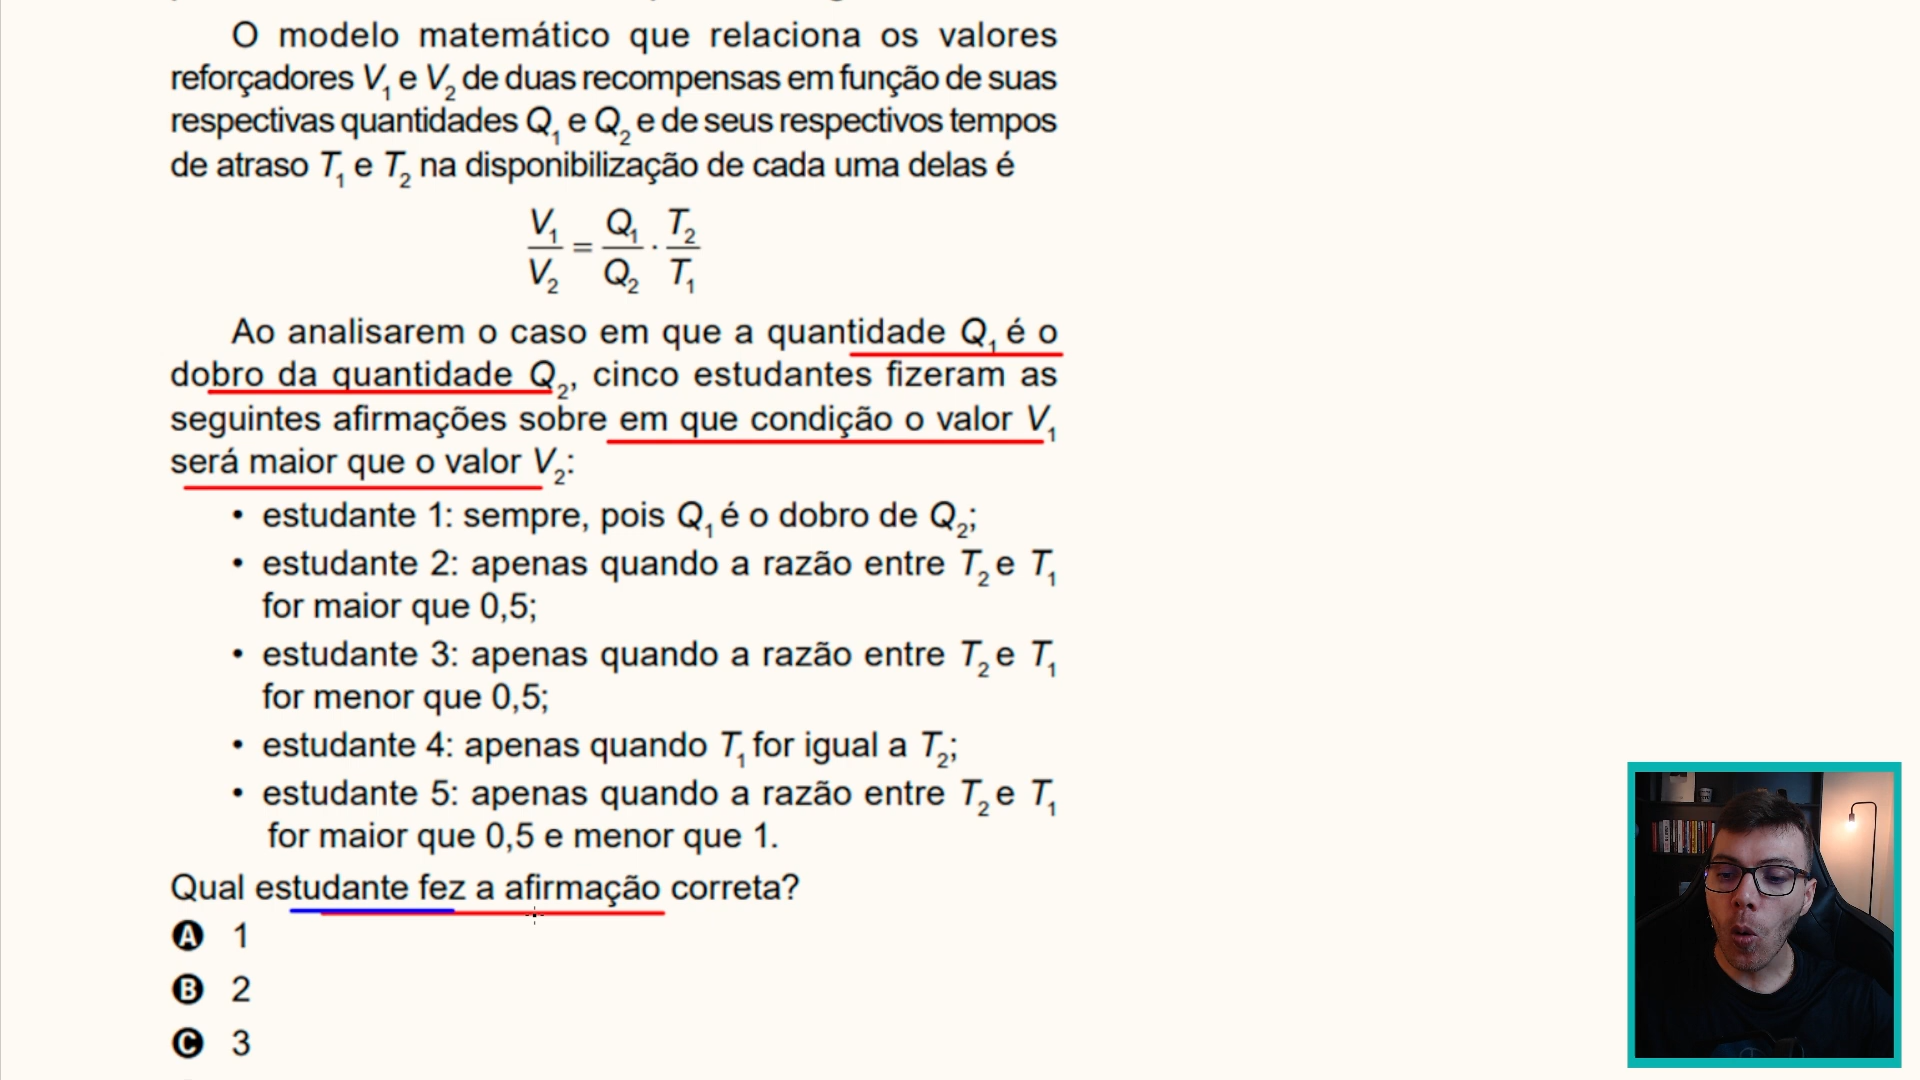 O modelo matemático que relaciona os valores
reforçadores V₁ e V₂ de duas recompensas em função de suas
respectivas quantidades Q₁ e Q₂ e de seus respectivos tempos
de atraso T₁ e T₂ na disponibilização de cada uma delas é
V₁/V₂ = Q₁/Q₂ · T₂/T₁
Ao analisarem o caso em que a quantidade Q₁ é o
dobro da quantidade Q₂, cinco estudantes fizeram as
seguintes afirmações sobre em que condição o valor V₁
será maior que o valor V₂:
• estudante 1: sempre, pois Q₁ é o dobro de Q₂;
• estudante 2: apenas quando a razão entre T₂ e T₁
for maior que 0,5;
• estudante 3: apenas quando a razão entre T₂ e T₁
for menor que 0,5;
• estudante 4: apenas quando T₁ for igual a T₂;
• estudante 5: apenas quando a razão entre T₂ e T₁
for maior que 0,5 e menor que 1.
Qual estudante fez a afirmação correta?
A 1
B 2
C 3